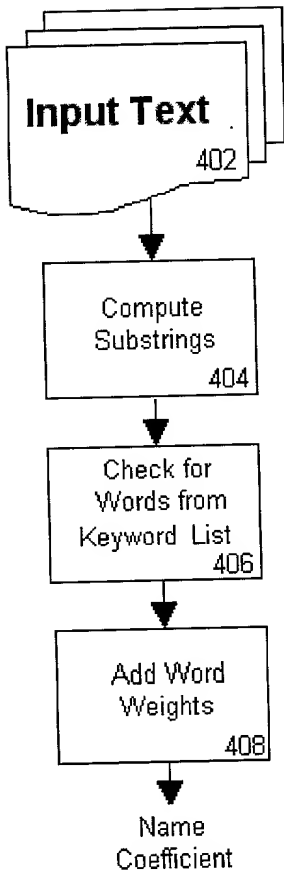 Input Text
402
Compute
Substrings
404
Check for
Words from
Keyword List
406
Add Word
Weights
408
Name
Coefficient